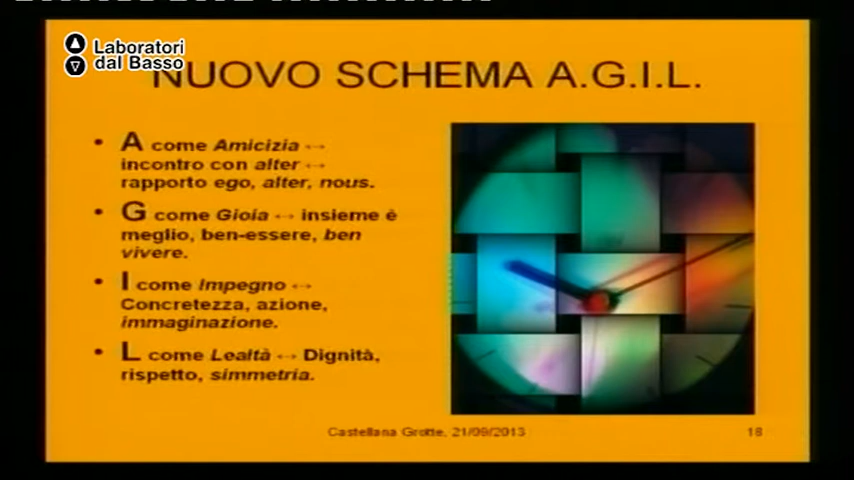 Laboratori
dal Basso
NUOVO SCHEMA A.G.I.L.
• A come Amicizia ↔
incontro con alter ↔
rapporto ego, alter, nous.
• G come Gioia ↔ insieme è
meglio, ben-essere, ben
vivere.
• I come Impegno ↔
Concretezza, azione,
immaginazione.
• L come Lealtà ↔ Dignità,
rispetto, simmetria.
Castellana Grotte, 21/09/2013
18